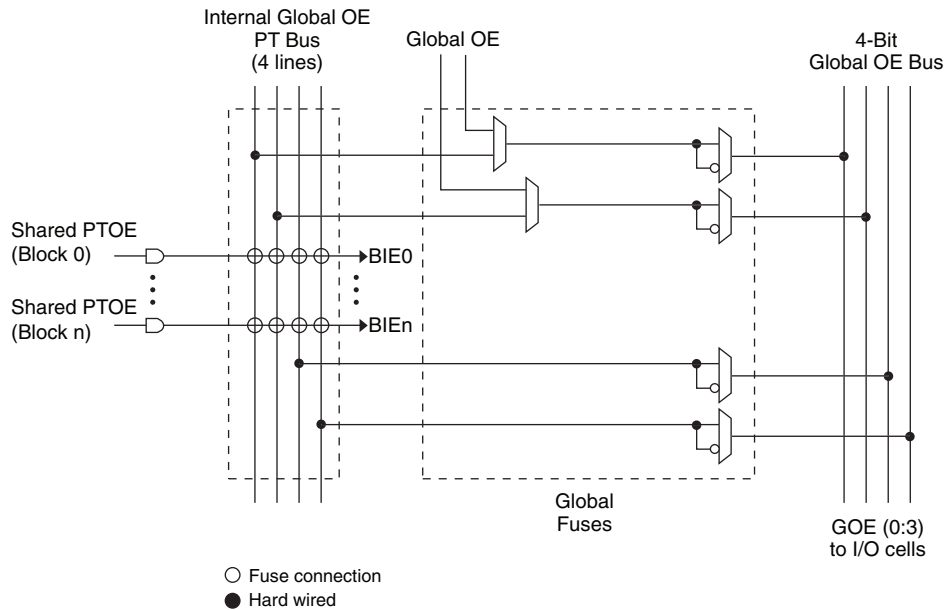 Internal Global OE
PT Bus
(4 lines)
Global OE
4-Bit
Global OE Bus
Shared PTOE
(Block 0)
BIE0
Shared PTOE
(Block n)
BIEn
Global
Fuses
GOE (0:3)
to I/O cells
Fuse connection
Hard wired